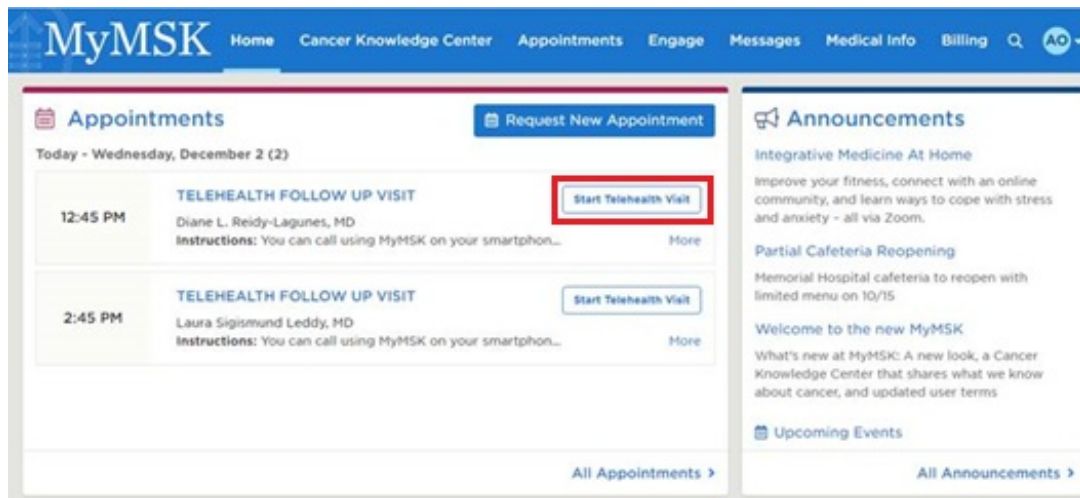 MyMSK Home Cancer Knowledge Center Appointments Engage Messages Medical Info Billing AO
Appointments
Request New Appointment
Today - Wednesday, December 2 (2)
12:45 PM
TELEHEALTH FOLLOW UP VISIT
Start Telehealth Visit
Diane L. Reidy-Lagunes, MD
Instructions: You can call using MyMSK on your smartphon...
More
2:45 PM
TELEHEALTH FOLLOW UP VISIT
Start Telehealth Visit
Laura Sigismund Leddy, MD
Instructions: You can call using MyMSK on your smartphon...
More
All Appointments >
Announcements
Integrative Medicine At Home
Improve your fitness, connect with an online
community, and learn ways to cope with stress
and anxiety - all via Zoom.
Partial Cafeteria Reopening
Memorial Hospital cafeteria to reopen with
limited menu on 10/15
Welcome to the new MyMSK
What's new at MyMSK: A new look, a Cancer
Knowledge Center that shares what we know
about cancer, and updated user terms
Upcoming Events
All Announcements >